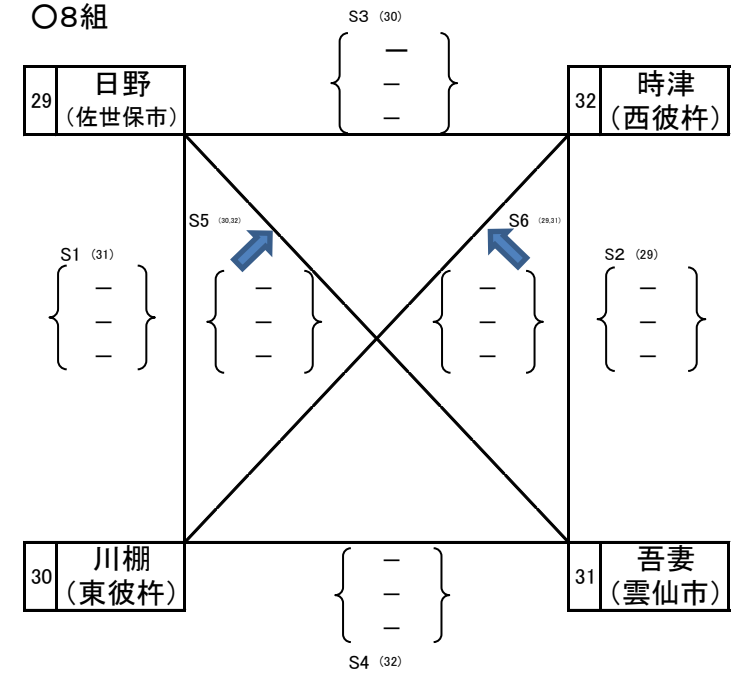 〇8組
S3 (30)
－
－
－
29
日野
（佐世保市）
32
時津
（西彼杵）
S5 (30,32)
S6 (29,31)
S1 (31)
S2 (29)
－ － － －
－ － － －
－ － － －
30
川棚
（東彼杵）
31
吾妻
（雲仙市）
－
－
－
S4 (32)